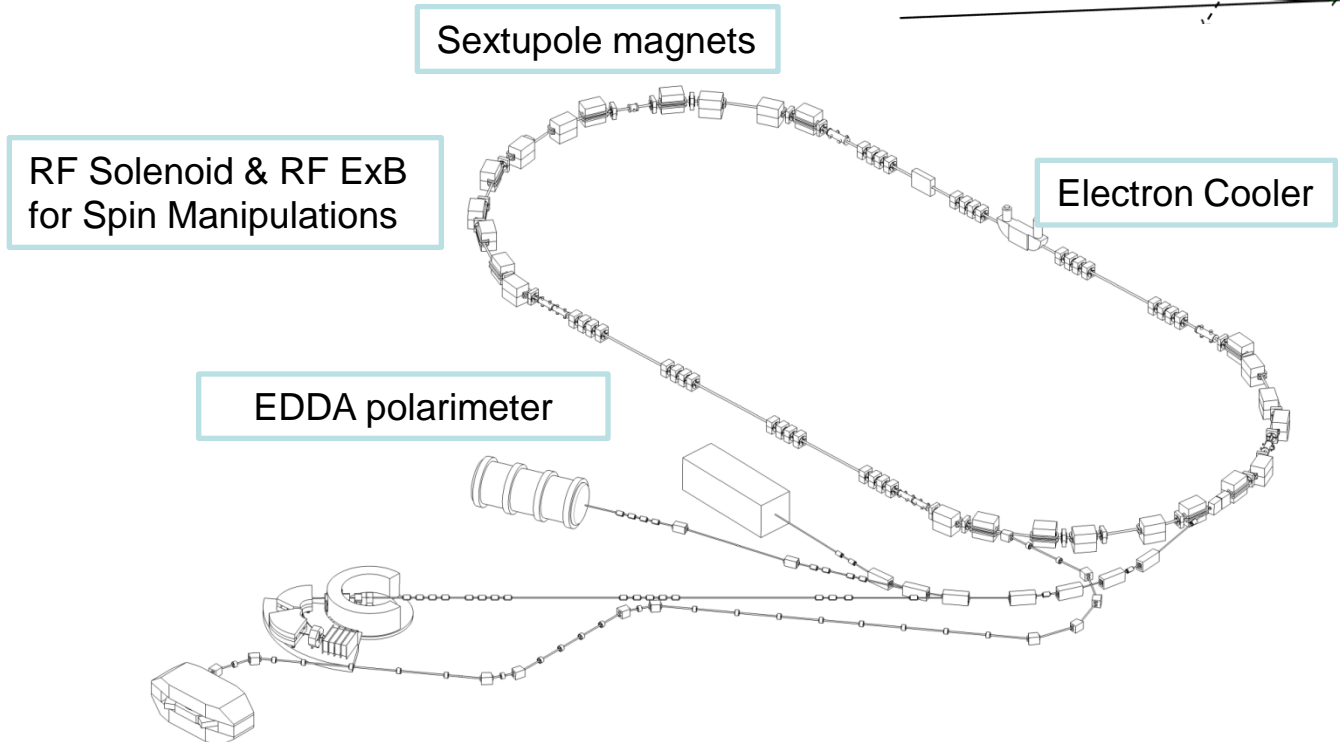 Sextupole magnets
RF Solenoid & RF ExB
for Spin Manipulations
Electron Cooler
EDDA polarimeter